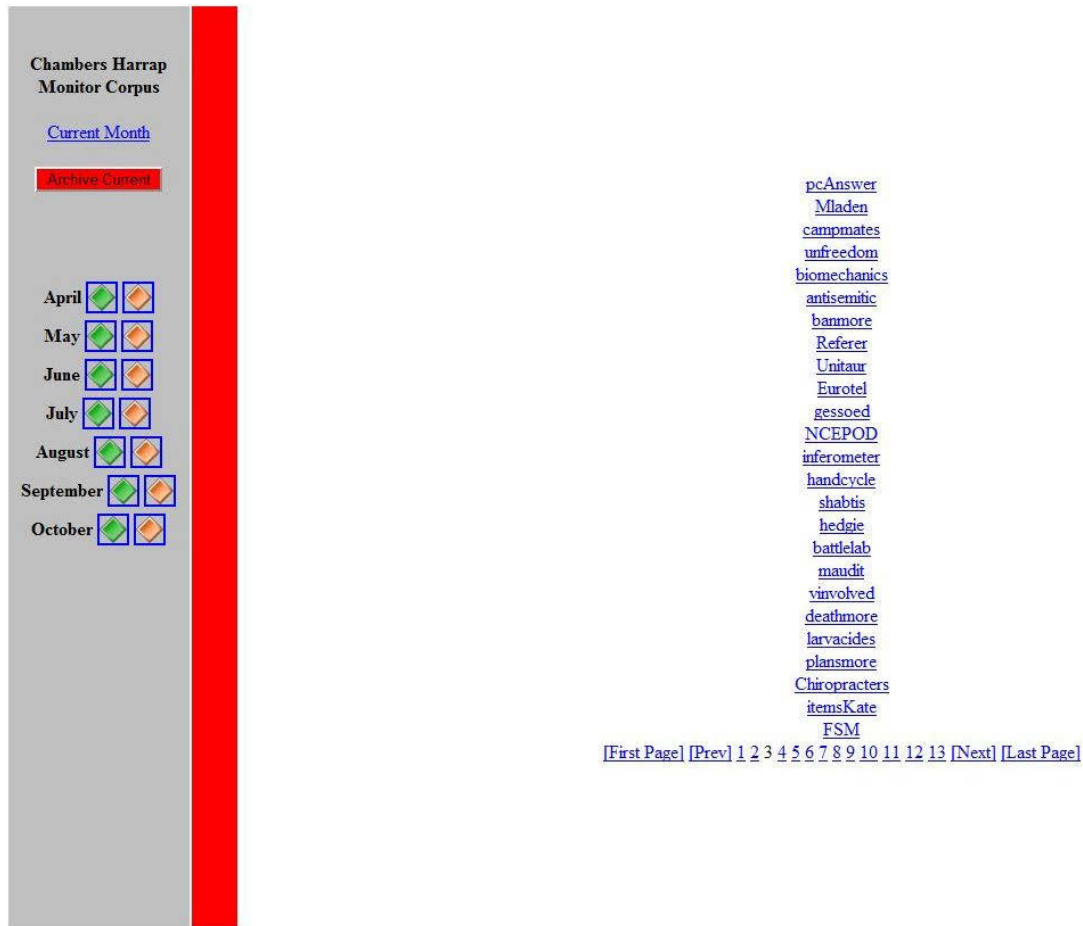 Chambers Harrap
Monitor Corpus
Current Month
Archive Current
April
May
June
July
August
September
October
pcAnswer
Mladen
campmates
unfreedom
biomechanics
antisemitic
banmore
Referer
Unitaur
Eurotel
gessoed
NCEPOD
inferometer
handcycle
shabtis
hedgie
battlelab
maudit
vinvolved
deathmore
larvacides
plansmore
Chiropracters
itemsKate
FSM
[First Page] [Prev] 1 2 3 4 5 6 7 8 9 10 11 12 13 [Next] [Last Page]